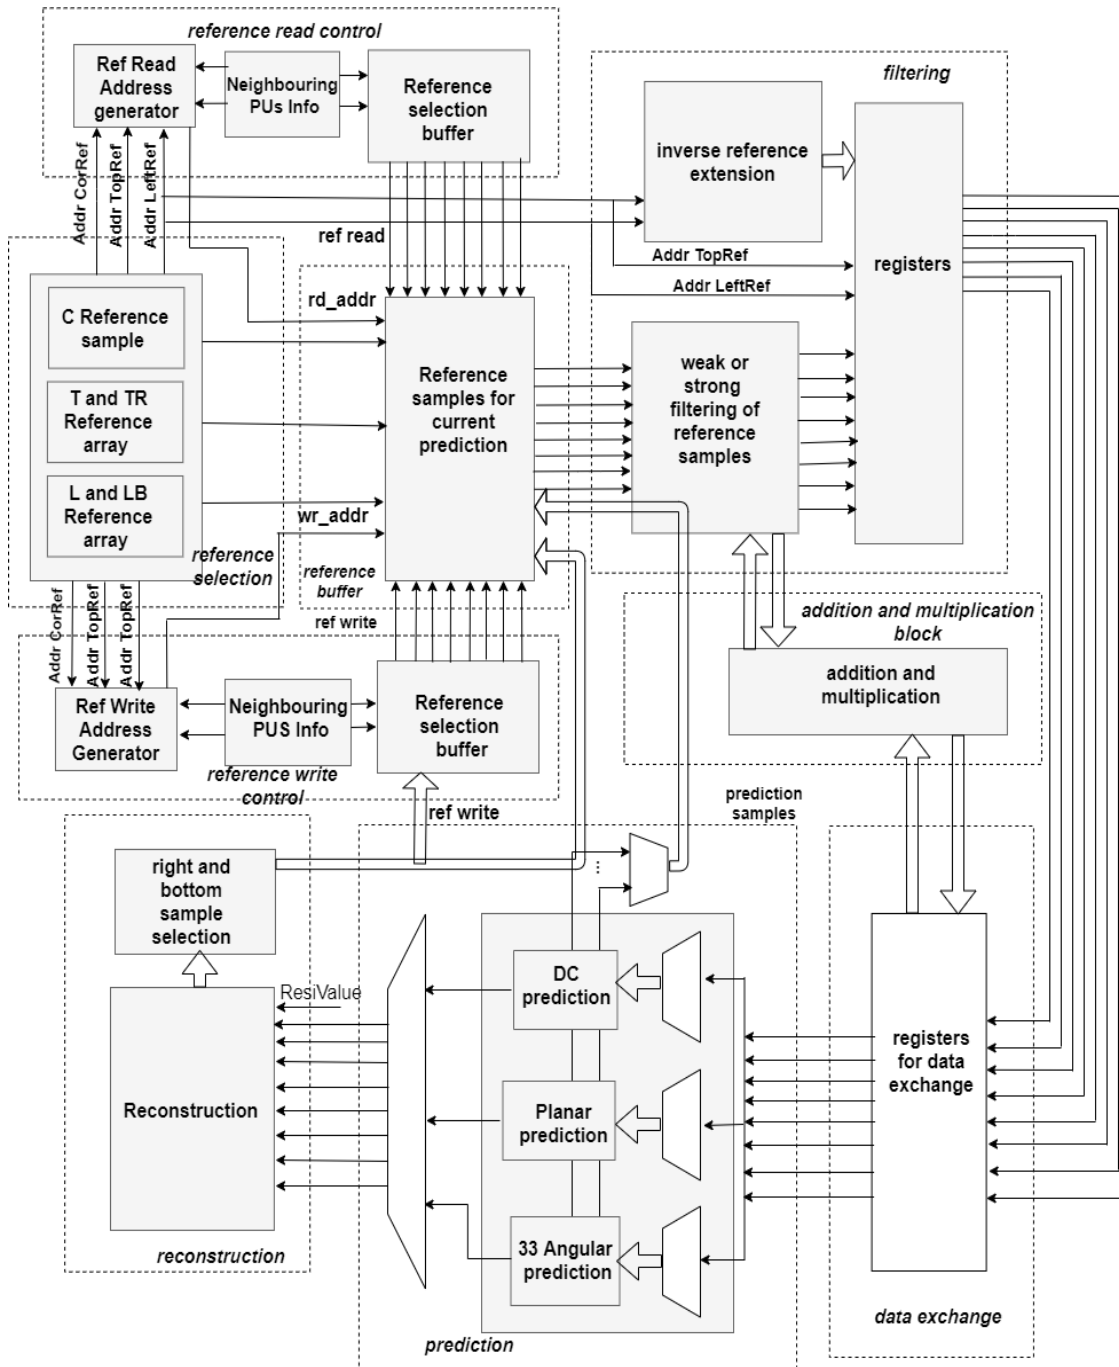 reference read control
Ref Read
Address
generator
Neighbouring
PUs Info
Reference
selection
buffer
filtering
inverse reference
extension
registers
Addr CorRef
Addr TopRef
Addr LeftRef
ref read
Addr TopRef
Addr LeftRef
rd_addr
C Reference
sample
T and TR
Reference
array
L and LB
Reference
array
reference
selection
Reference
samples for
current
prediction
reference
buffer
wr_addr
weak or
strong
filtering of
reference
samples
Addr CorRef
Addr TopRef
Addr TopRef
ref write
addition and multiplication
block
addition and
multiplication
Ref Write
Address
Generator
Neighbouring
PUS Info
Reference
selection
buffer
reference write
control
ref write
prediction
samples
right and
bottom
sample
selection
...
ResiValue
Reconstruction
reconstruction
DC
prediction
Planar
prediction
33 Angular
prediction
prediction
registers
for data
exchange
data exchange